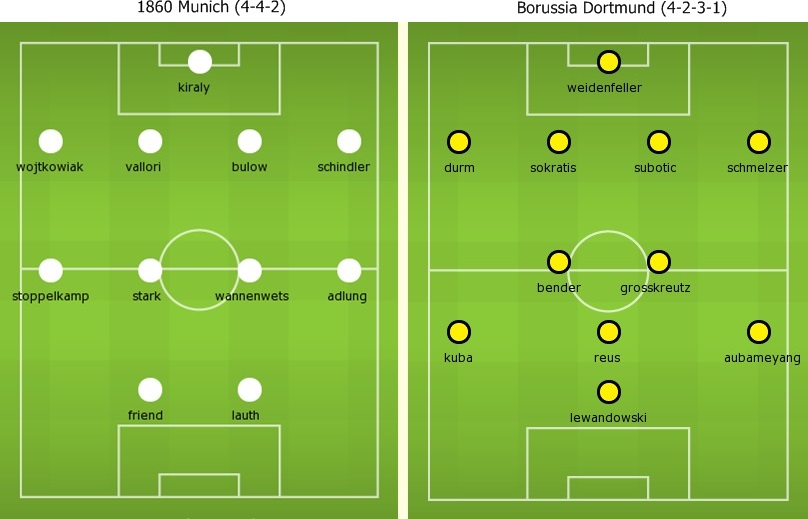 1860 Munich (4-4-2)
kiraly
wojtkowiak vallori bulow schindler
stoppelkamp stark wannenwets adlung
friend lauth
Borussia Dortmund (4-2-3-1)
weidenfeller
durm sokratis subotic schmelzer
bender grosskreutz
kuba reus aubameyang
lewandowski